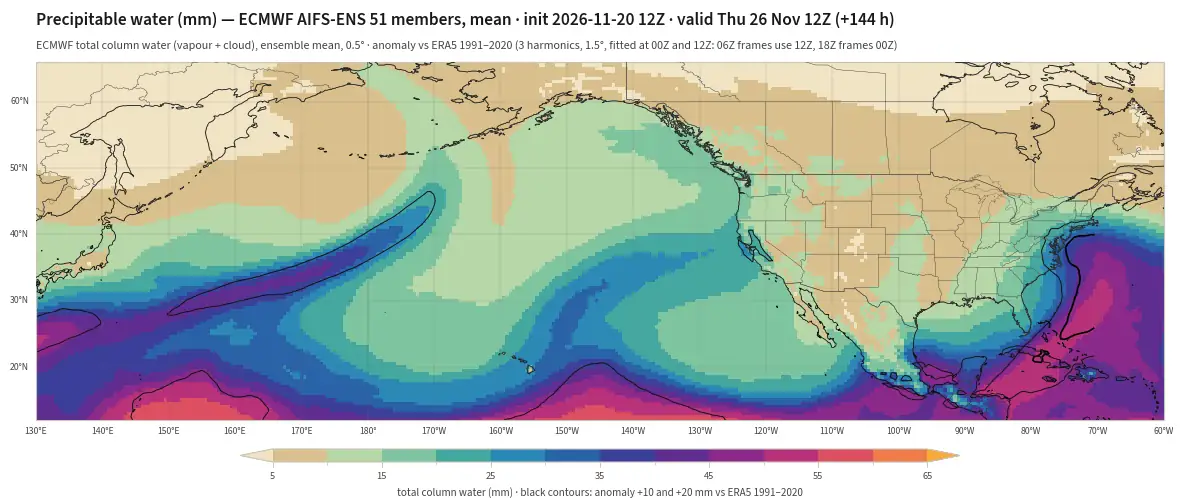 Precipitable water (mm) — ECMWF AIFS-ENS 51 members, mean · init 2026-11-20 12Z · valid Thu 26 Nov 12Z (+144 h)
ECMWF total column water (vapour + cloud), ensemble mean, 0.5° · anomaly vs ERA5 1991–2020 (3 harmonics, 1.5°, fitted at 00Z and 12Z: 06Z frames use 12Z, 18Z frames 00Z)
60°N
50°N
40°N
30°N
20°N
130°E 140°E 150°E 160°E 170°E 180° 170°W 160°W 150°W 140°W 130°W 120°W 110°W 100°W 90°W 80°W 70°W 60°W
5 15 25 35 45 55 65
total column water (mm) · black contours: anomaly +10 and +20 mm vs ERA5 1991–2020